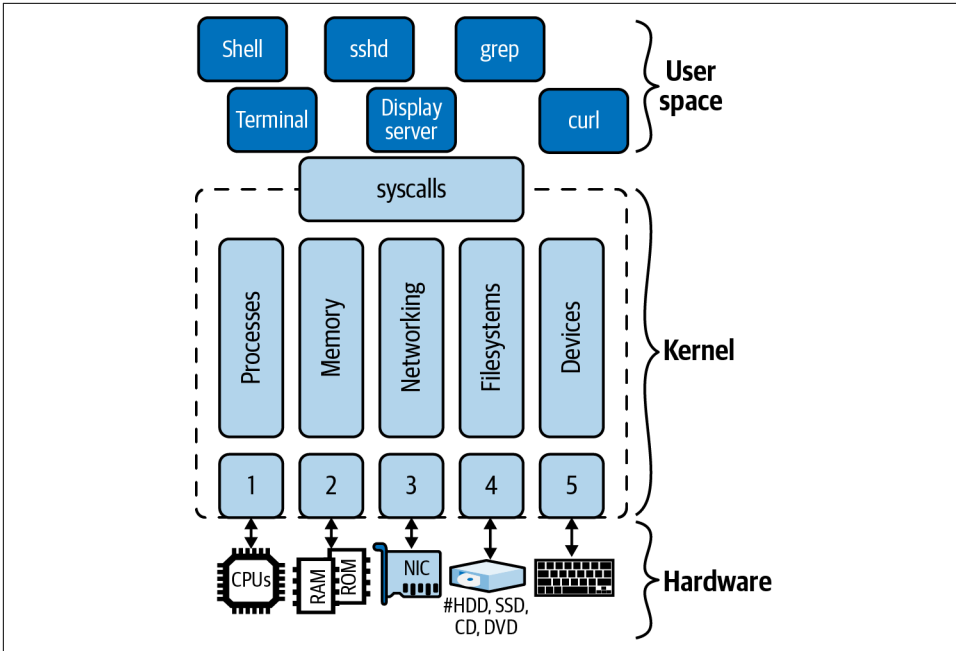 Shell
sshd
grep
User
space
Terminal
Display
server
curl
syscalls
Processes
Memory
Networking
Filesystems
Devices
Kernel
1
2
3
4
5
CPUs
RAM
ROM
NIC
#HDD, SSD,
CD, DVD
Hardware